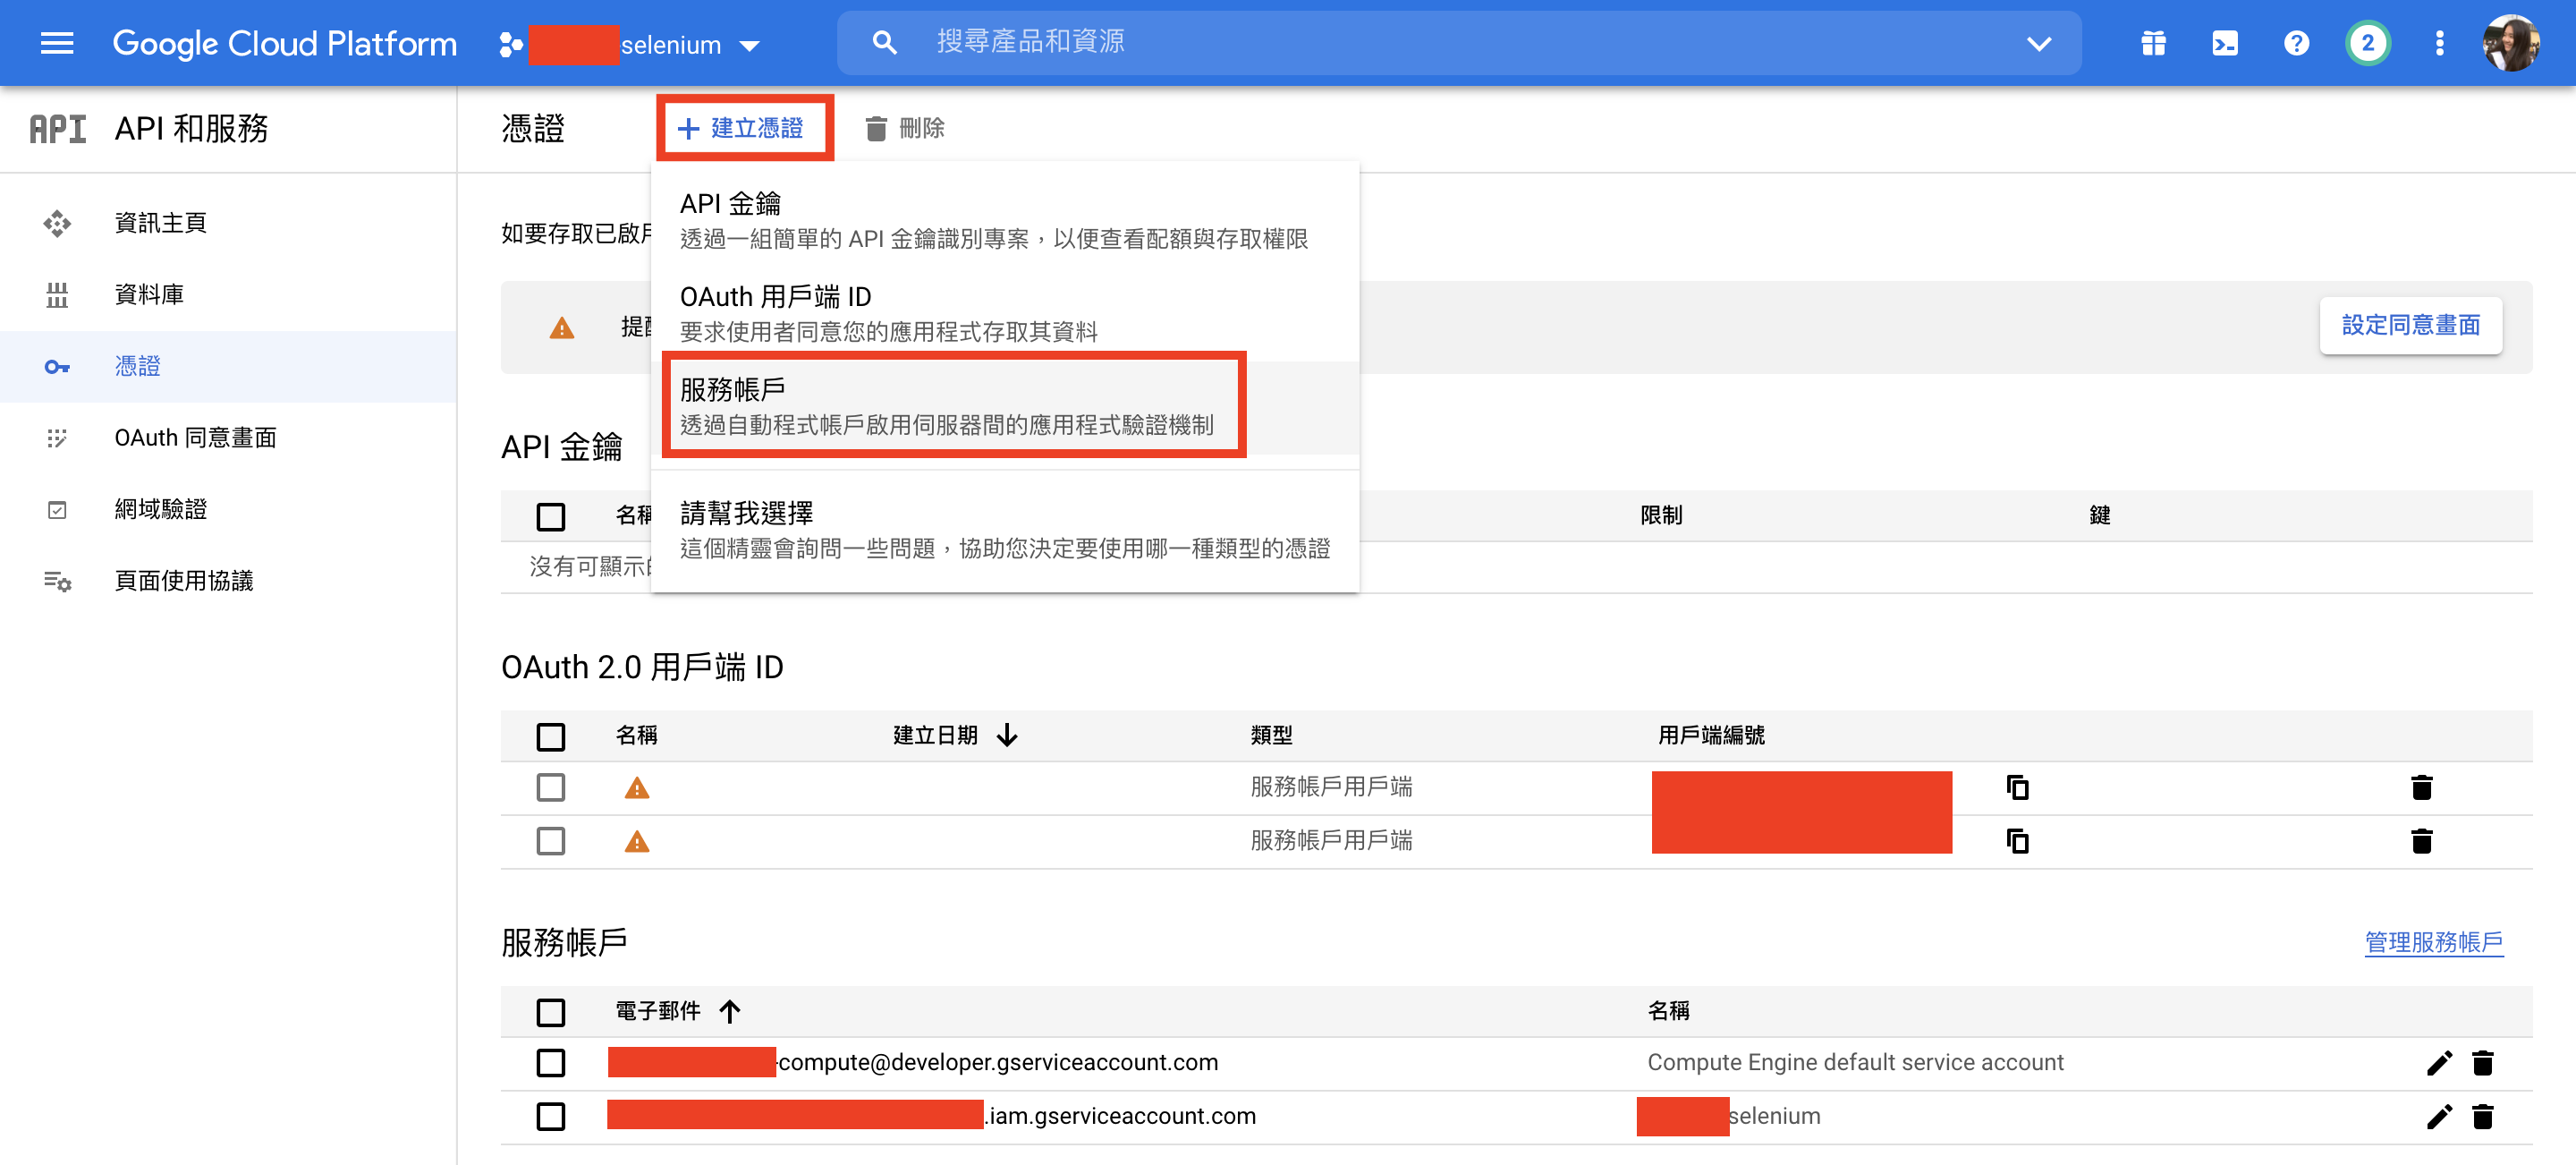 Google Cloud Platform
selenium
搜尋產品和資源
2
API
API 和服務
憑證
建立憑證
刪除
資訊主頁
資料庫
憑證
OAuth 同意畫面
網域驗證
頁面使用協議
API 金鑰
透過一組簡單的 API 金鑰識別專案，以便查看配額與存取權限
OAuth 用戶端 ID
要求使用者同意您的應用程式存取其資料
服務帳戶
透過自動程式帳戶啟用伺服器間的應用程式驗證機制
請幫我選擇
這個精靈會詢問一些問題，協助您決定要使用哪一種類型的憑證
如要存取已啟用
提醒
設定同意畫面
API 金鑰
名稱 限制 鍵
沒有可顯示的
OAuth 2.0 用戶端 ID
名稱 建立日期 類型 用戶端編號
服務帳戶用戶端
服務帳戶用戶端
服務帳戶
管理服務帳戶
電子郵件 名稱
-compute@developer.gserviceaccount.com Compute Engine default service account
.iam.gserviceaccount.com selenium